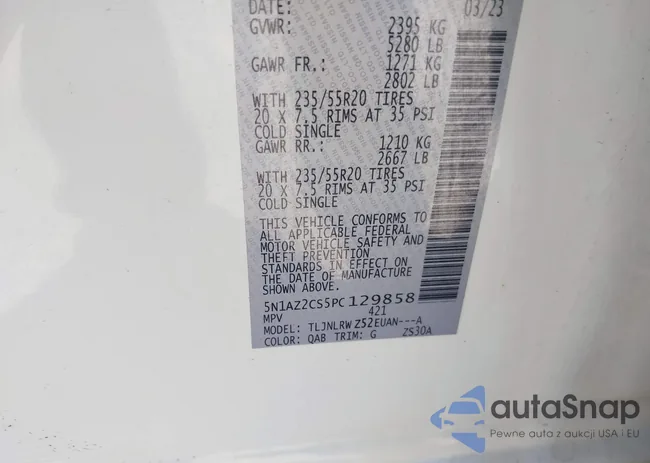 DATE: 03/23
GVWR: 2395 KG
5280 LB
GAWR FR.: 1271 KG
2802 LB
WITH 235/55R20 TIRES
20 X 7.5 RIMS AT 35 PSI
COLD SINGLE
GAWR RR.: 1210 KG
2667 LB
WITH 235/55R20 TIRES
20 X 7.5 RIMS AT 35 PSI
COLD SINGLE
THIS VEHICLE CONFORMS TO
ALL APPLICABLE FEDERAL
MOTOR VEHICLE SAFETY AND
THEFT PREVENTION
STANDARDS IN EFFECT ON
THE DATE OF MANUFACTURE
SHOWN ABOVE.
5N1AZ2CS5PC129858
MPV 421
MODEL: TLJNLRW Z52EUAN---A
COLOR: QAB TRIM: G ZS30A
autaSnap
Pewne auta z aukcji USA i EU